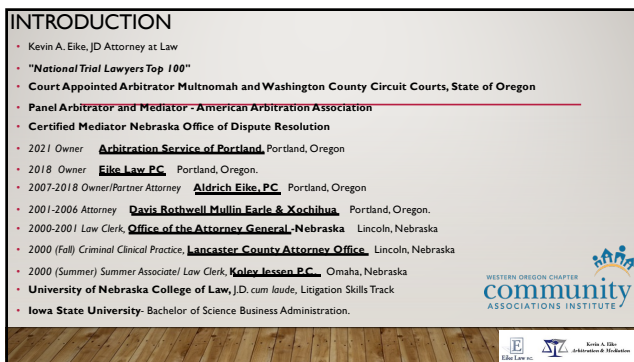 INTRODUCTION
• Kevin A. Eike, JD Attorney at Law
• "National Trial Lawyers Top 100"
• Court Appointed Arbitrator Multnomah and Washington County Circuit Courts, State of Oregon
• Panel Arbitrator and Mediator - American Arbitration Association
• Certified Mediator Nebraska Office of Dispute Resolution
• 2021 Owner Arbitration Service of Portland, Portland, Oregon
• 2018 Owner Eike Law PC Portland, Oregon.
• 2007-2018 Owner/Partner Attorney Aldrich Eike, PC Portland, Oregon
• 2001-2006 Attorney Davis Rothwell Mullin Earle & Xochihua Portland, Oregon.
• 2000-2001 Law Clerk, Office of the Attorney General -Nebraska Lincoln, Nebraska
• 2000 (Fall) Criminal Clinical Practice, Lancaster County Attorney Office Lincoln, Nebraska
• 2000 (Summer) Summer Associate/ Law Clerk, Koley Jessen P.C. Omaha, Nebraska
• University of Nebraska College of Law, J.D. cum laude, Litigation Skills Track
• Iowa State University- Bachelor of Science Business Administration.
WESTERN OREGON CHAPTER
community
ASSOCIATIONS INSTITUTE
E
Eike Law P.C.
Kevin A. Eike
Arbitration & Mediation